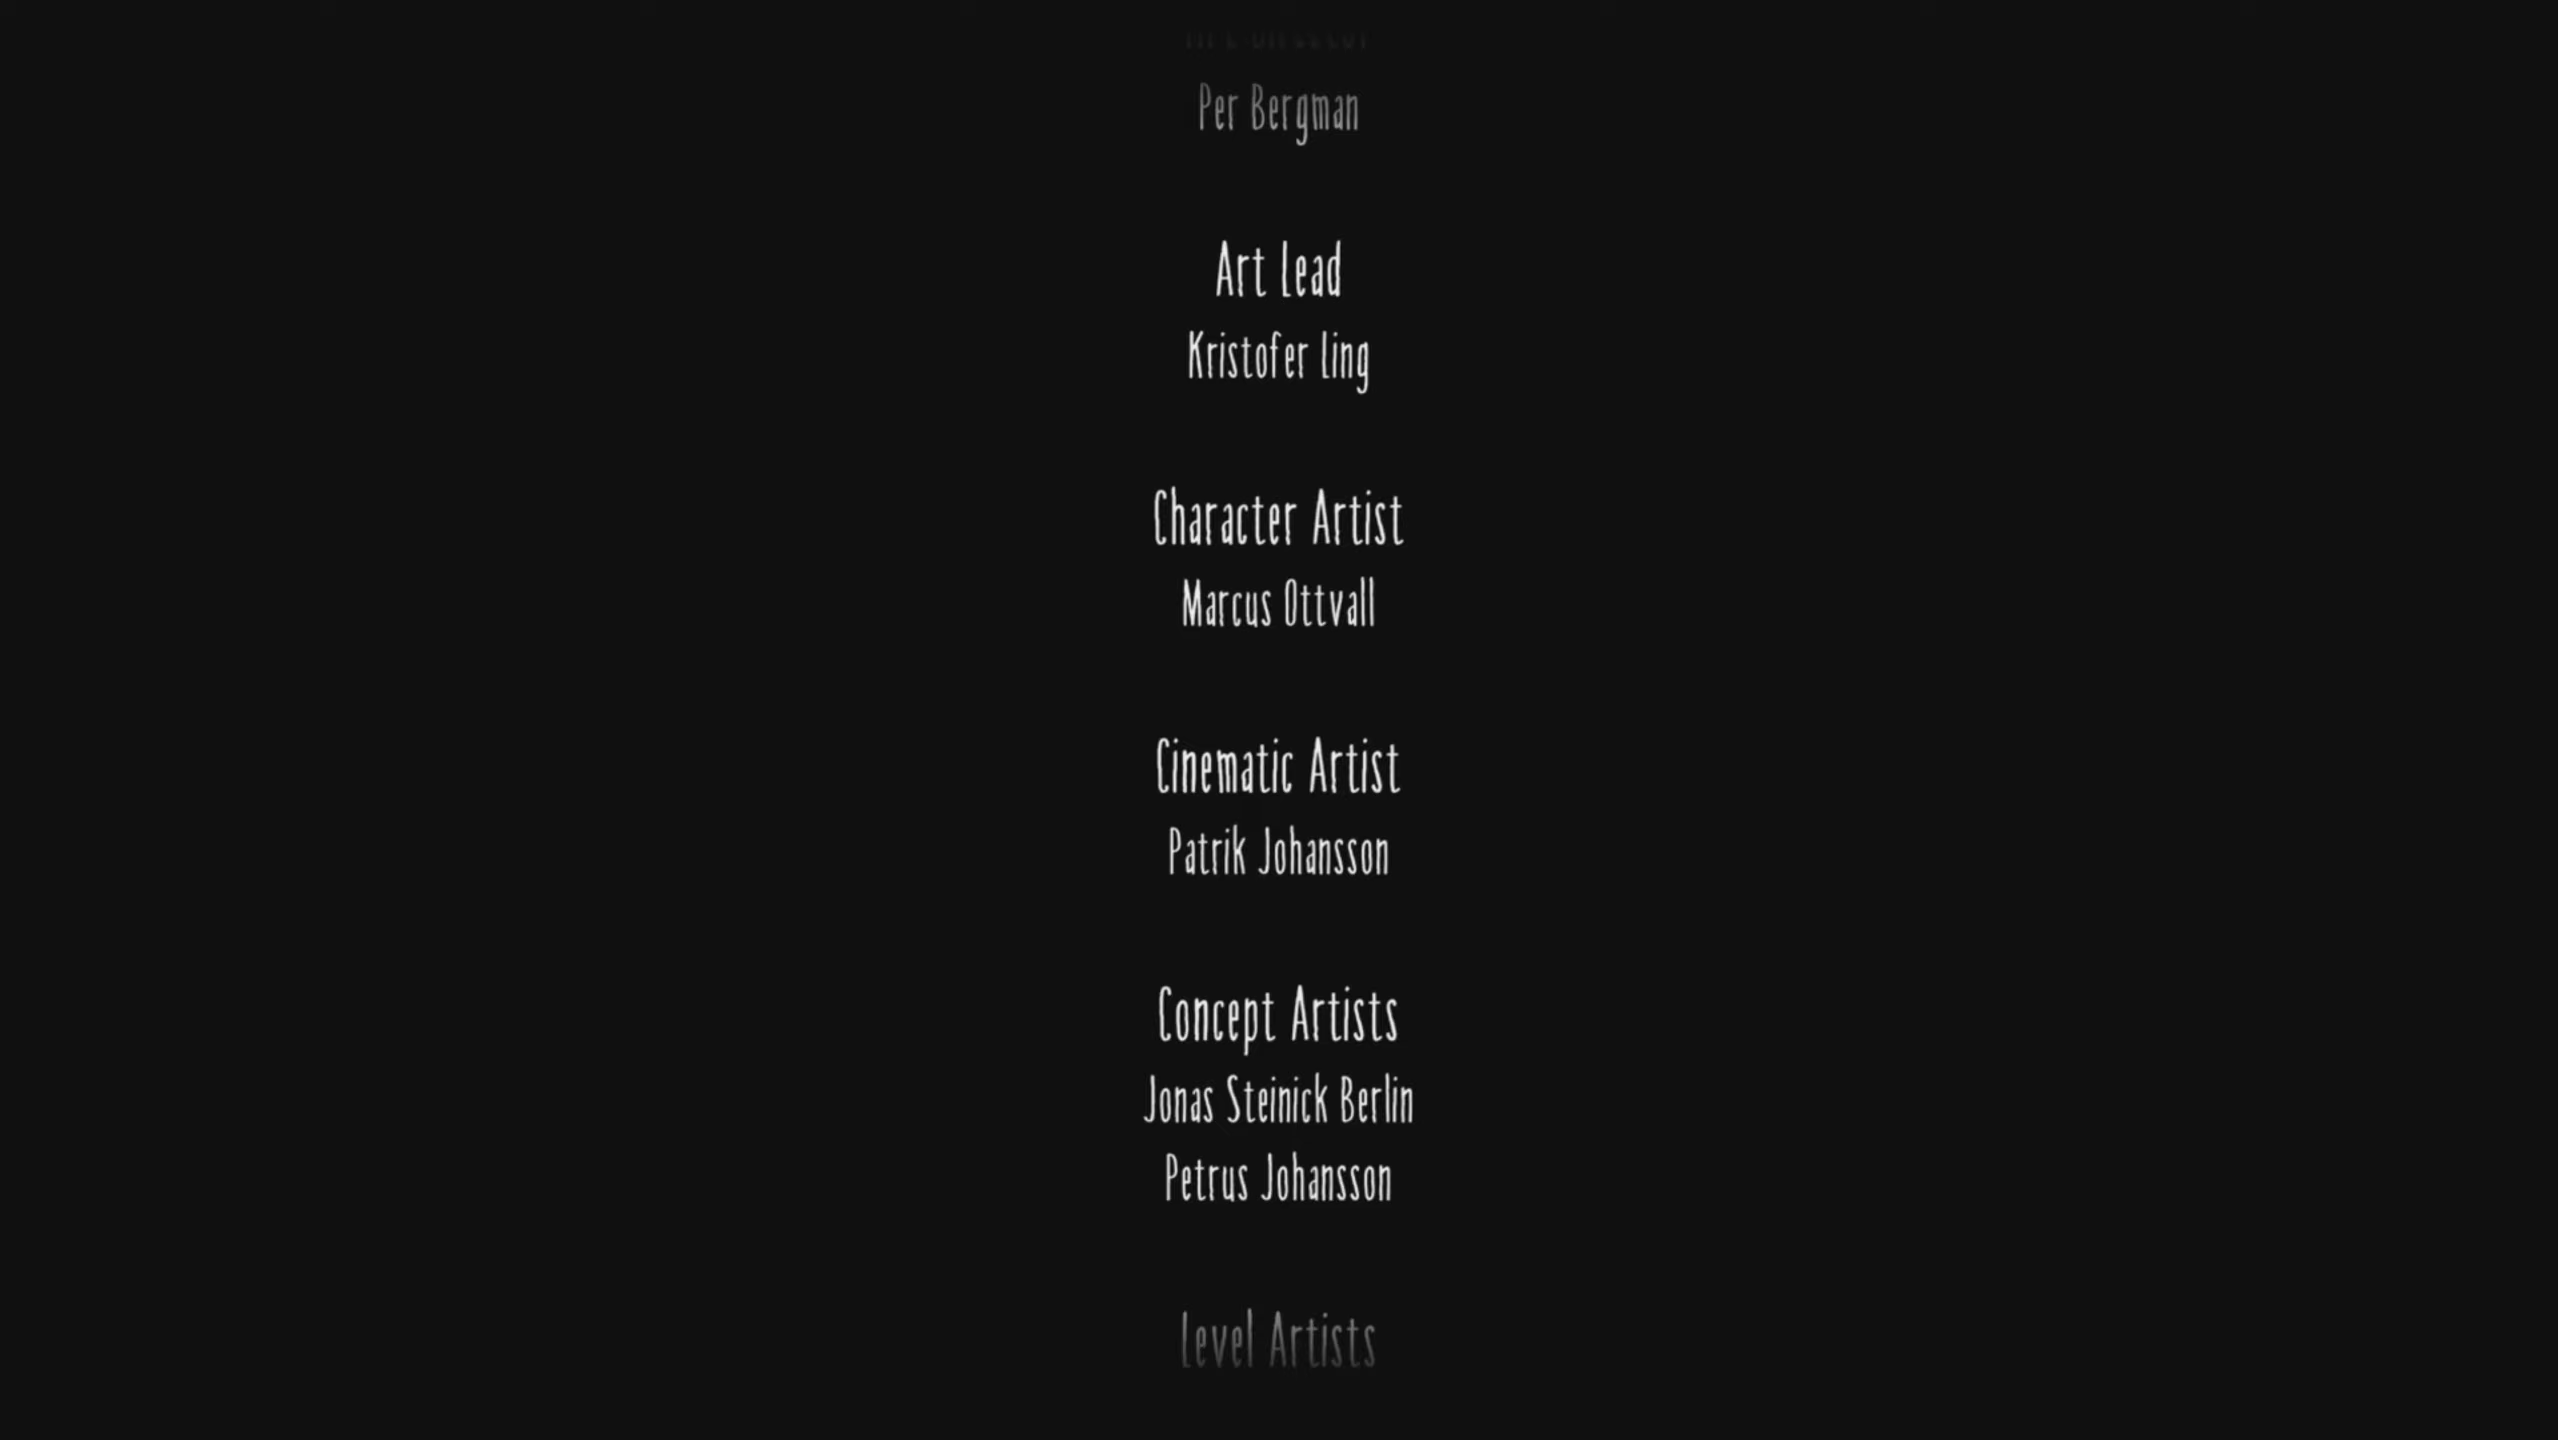 Per Bergman
Art Lead
Kristofer Ling
Character Artist
Marcus Ottvall
Cinematic Artist
Patrik Johansson
Concept Artists
Jonas Steinick Berlin
Petrus Johansson
Level Artists